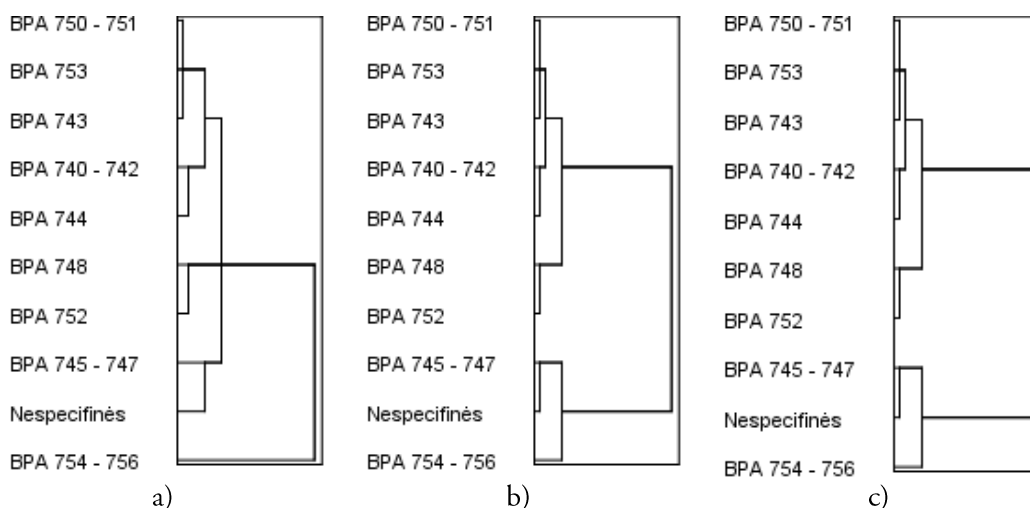 BPA 750 - 751
BPA 753
BPA 743
BPA 740 - 742
BPA 744
BPA 748
BPA 752
BPA 745 - 747
Nespecifinės
BPA 754 - 756
a)
BPA 750 - 751
BPA 753
BPA 743
BPA 740 - 742
BPA 744
BPA 748
BPA 752
BPA 745 - 747
Nespecifinės
BPA 754 - 756
b)
BPA 750 - 751
BPA 753
BPA 743
BPA 740 - 742
BPA 744
BPA 748
BPA 752
BPA 745 - 747
Nespecifinės
BPA 754 - 756
c)